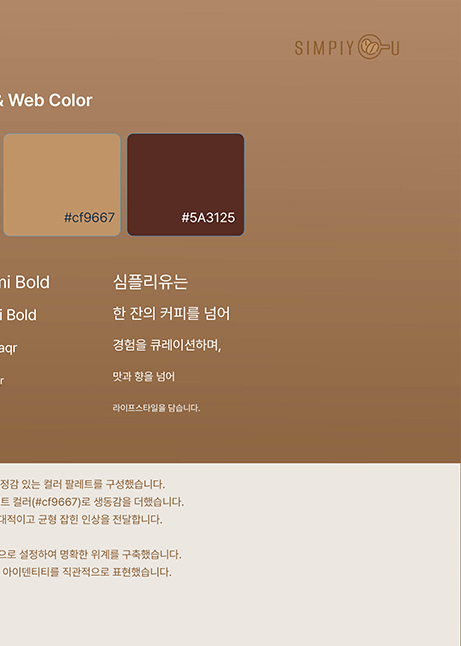 SIMPIY U
& Web Color
#cf9667
#5A3125
mi Bold
i Bold
aqr
r
심플리유는
한 잔의 커피를 넘어
경험을 큐레이션하며,
맛과 향을 넘어
라이프스타일을 담습니다.
정감 있는 컬러 팔레트를 구성했습니다.
트 컬러(#cf9667)로 생동감을 더했습니다.
대적이고 균형 잡힌 인상을 전달합니다.
으로 설정하여 명확한 위계를 구축했습니다.
아이덴티티를 직관적으로 표현했습니다.